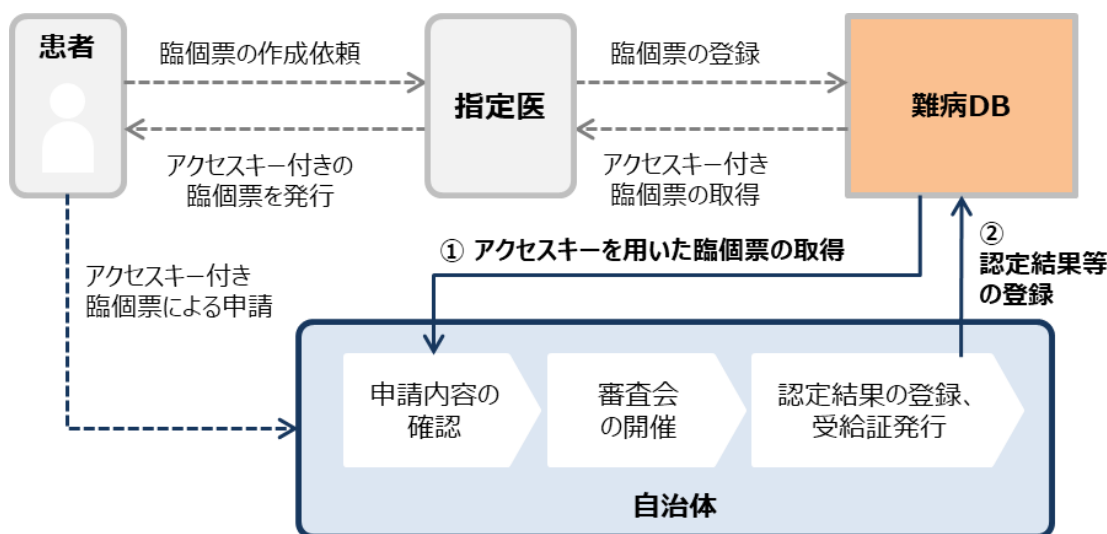 患者
臨個票の作成依頼
臨個票の登録
指定医
難病DB
アクセスキー付きの
臨個票を発行
アクセスキー付き
臨個票の取得
① アクセスキーを用いた臨個票の取得
②
認定結果等
の登録
アクセスキー付き
臨個票による申請
申請内容の
確認
審査会
の開催
認定結果の登録、
受給証発行
自治体